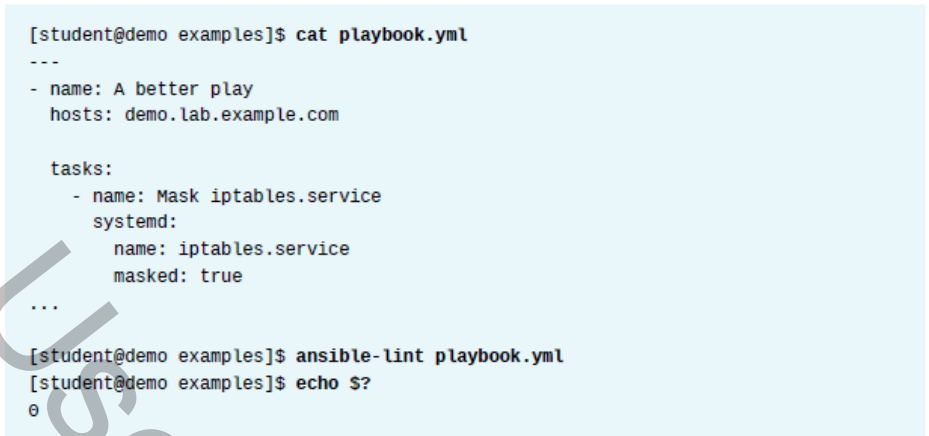 [student@demo examples]$ cat playbook.yml
---
- name: A better play
  hosts: demo.lab.example.com

  tasks:
    - name: Mask iptables.service
      systemd:
        name: iptables.service
        masked: true
...

[student@demo examples]$ ansible-lint playbook.yml
[student@demo examples]$ echo $?
0